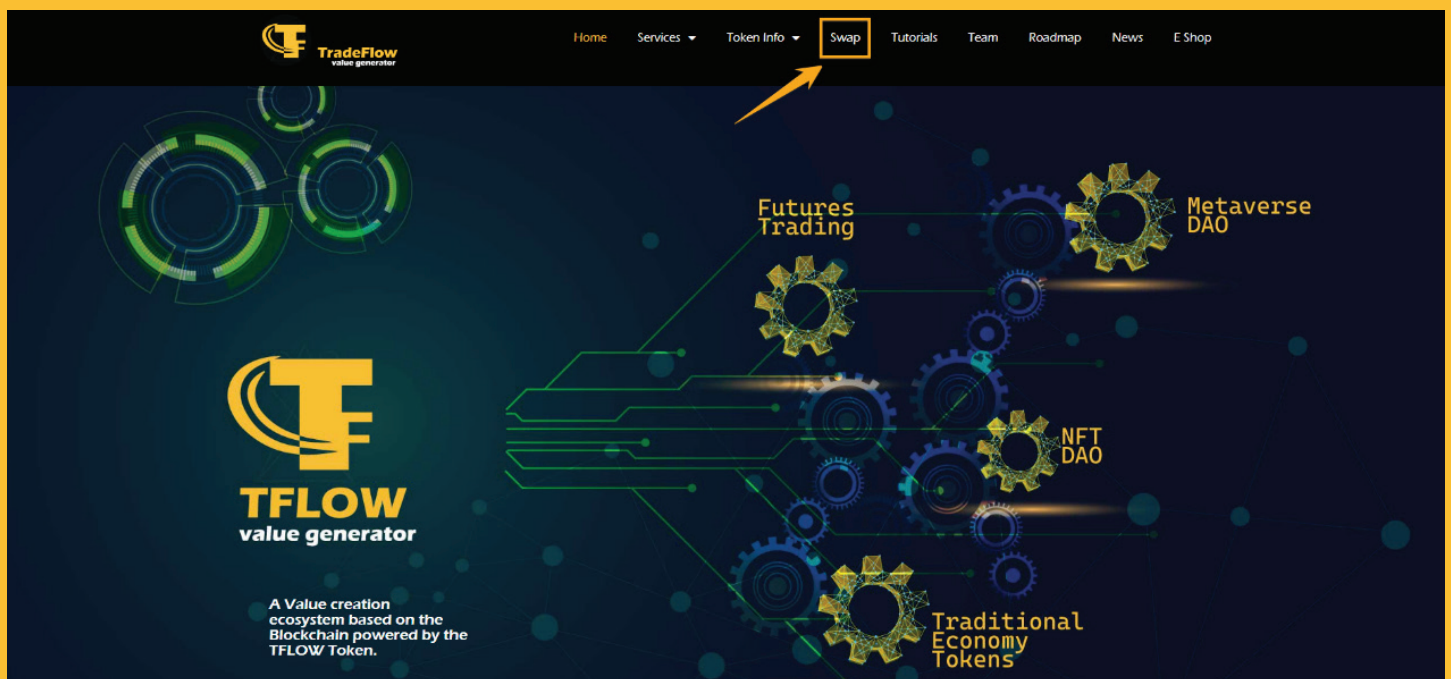 TradeFlow
value generator
Home Services Token Info Swap Tutorials Team Roadmap News E Shop
Futures
Trading
Metaverse
DAO
NFT
DAO
TFLOW
value generator
A Value creation
ecosystem based on the
Blockchain powered by the
TFLOW Token.
Traditional
Economy
Tokens